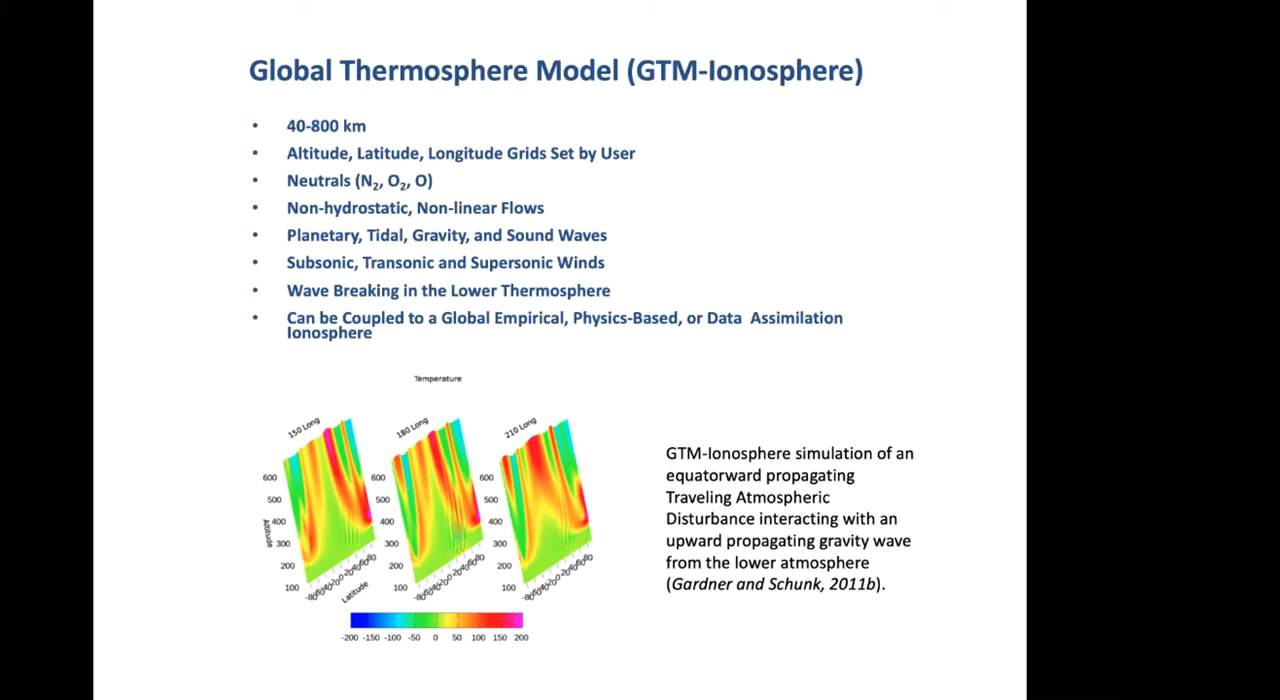 Global Thermosphere Model (GTM-Ionosphere)
• 40-800 km
• Altitude, Latitude, Longitude Grids Set by User
• Neutrals (N₂, O₂, O)
• Non-hydrostatic, Non-linear Flows
• Planetary, Tidal, Gravity, and Sound Waves
• Subsonic, Transonic and Supersonic Winds
• Wave Breaking in the Lower Thermosphere
• Can be Coupled to a Global Empirical, Physics-Based, or Data Assimilation
Ionosphere
Temperature
150 Long
180 Long
210 Long
600 500 400 300 200 100
Altitude
-80 20 40 80
Latitude
600 500 400 300 200 100
600 500 400 300 200 100
-200 -150 -100 -50 0 50 100 150 200
GTM-Ionosphere simulation of an
equatorward propagating
Traveling Atmospheric
Disturbance interacting with an
upward propagating gravity wave
from the lower atmosphere
(Gardner and Schunk, 2011b).